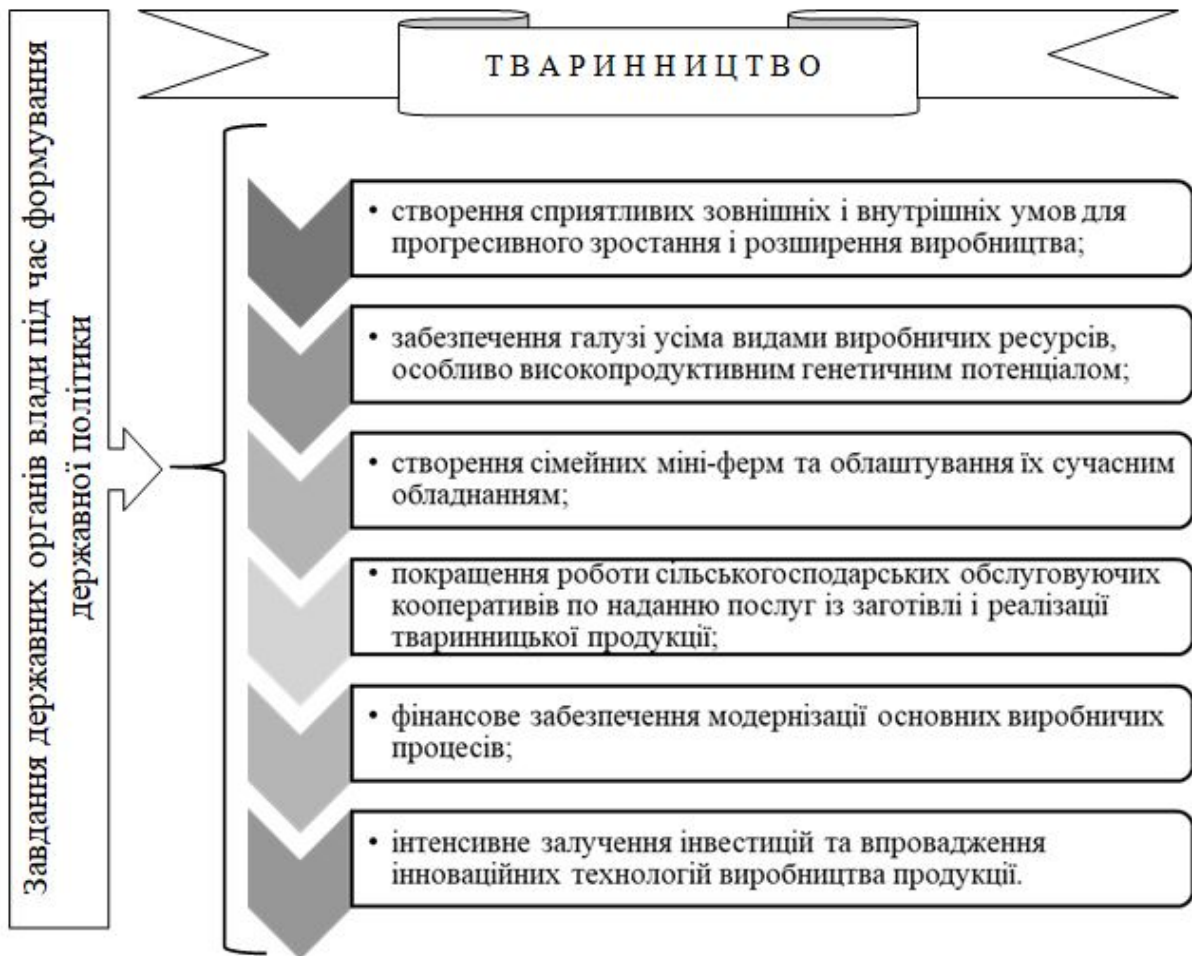 Т В А Р И Н Н И Ц Т В О
Завдання державних органів влади під час формування
державної політики
• створення сприятливих зовнішніх і внутрішніх умов для
прогресивного зростання і розширення виробництва;
• забезпечення галузі усіма видами виробничих ресурсів,
особливо високопродуктивним генетичним потенціалом;
• створення сімейних міні-ферм та облаштування їх сучасним
обладнанням;
• покращення роботи сільськогосподарських обслуговуючих
кооперативів по наданню послуг із заготівлі і реалізації
тваринницької продукції;
• фінансове забезпечення модернізації основних виробничих
процесів;
• інтенсивне залучення інвестицій та впровадження
інноваційних технологій виробництва продукції.